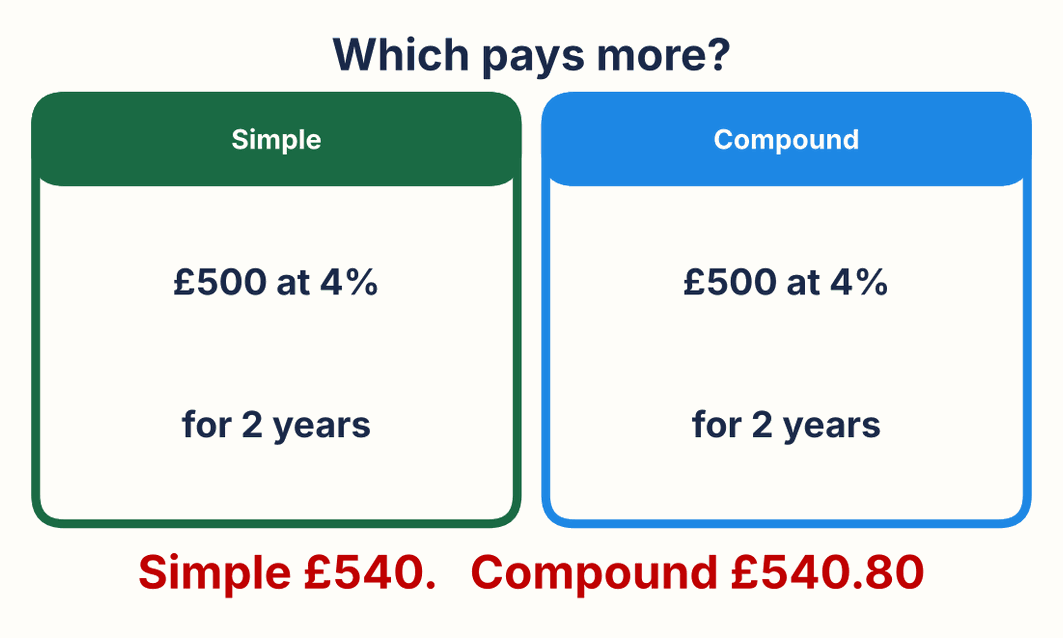 Which pays more?
Simple
£500 at 4%
for 2 years
Compound
£500 at 4%
for 2 years
Simple £540.   Compound £540.80